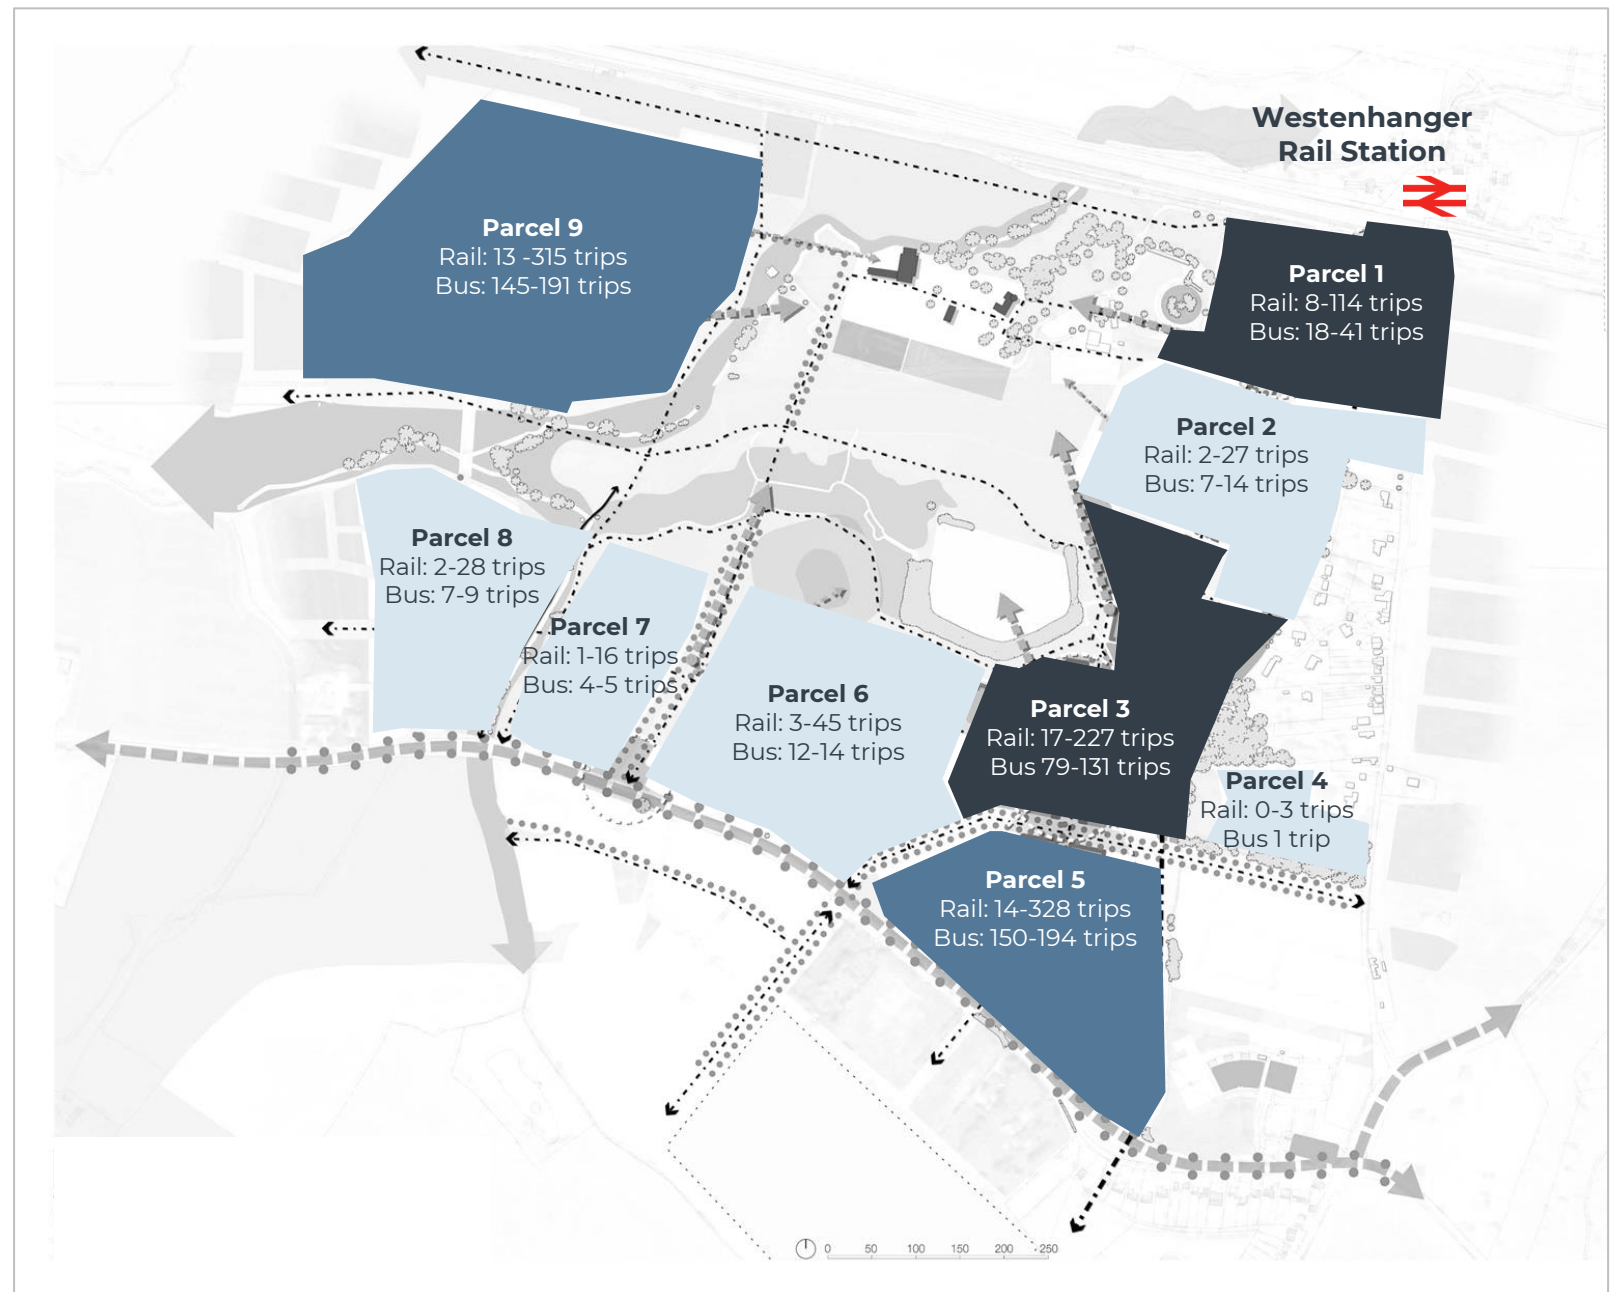 Westenhanger
Rail Station
Parcel 9
Rail: 13 -315 trips
Bus: 145-191 trips
Parcel 1
Rail: 8-114 trips
Bus: 18-41 trips
Parcel 2
Rail: 2-27 trips
Bus: 7-14 trips
Parcel 8
Rail: 2-28 trips
Bus: 7-9 trips
Parcel 7
Rail: 1-16 trips
Bus: 4-5 trips
Parcel 6
Rail: 3-45 trips
Bus: 12-14 trips
Parcel 3
Rail: 17-227 trips
Bus 79-131 trips
Parcel 4
Rail: 0-3 trips
Bus 1 trip
Parcel 5
Rail: 14-328 trips
Bus: 150-194 trips
0 50 100 150 200 250